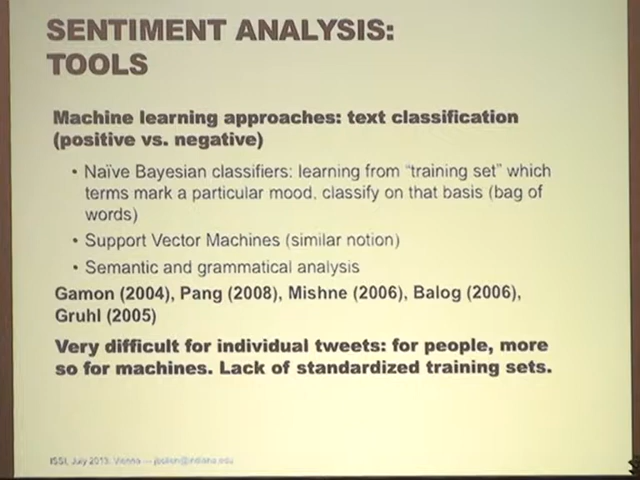 SENTIMENT ANALYSIS:
TOOLS
Machine learning approaches: text classification
(positive vs. negative)
• Naïve Bayesian classifiers: learning from "training set" which
terms mark a particular mood, classify on that basis (bag of
words)
• Support Vector Machines (similar notion)
• Semantic and grammatical analysis
Gamon (2004), Pang (2008), Mishne (2006), Balog (2006),
Gruhl (2005)
Very difficult for individual tweets: for people, more
so for machines. Lack of standardized training sets.
ISSI, July 2013, Vienna — jbollen@indiana.edu